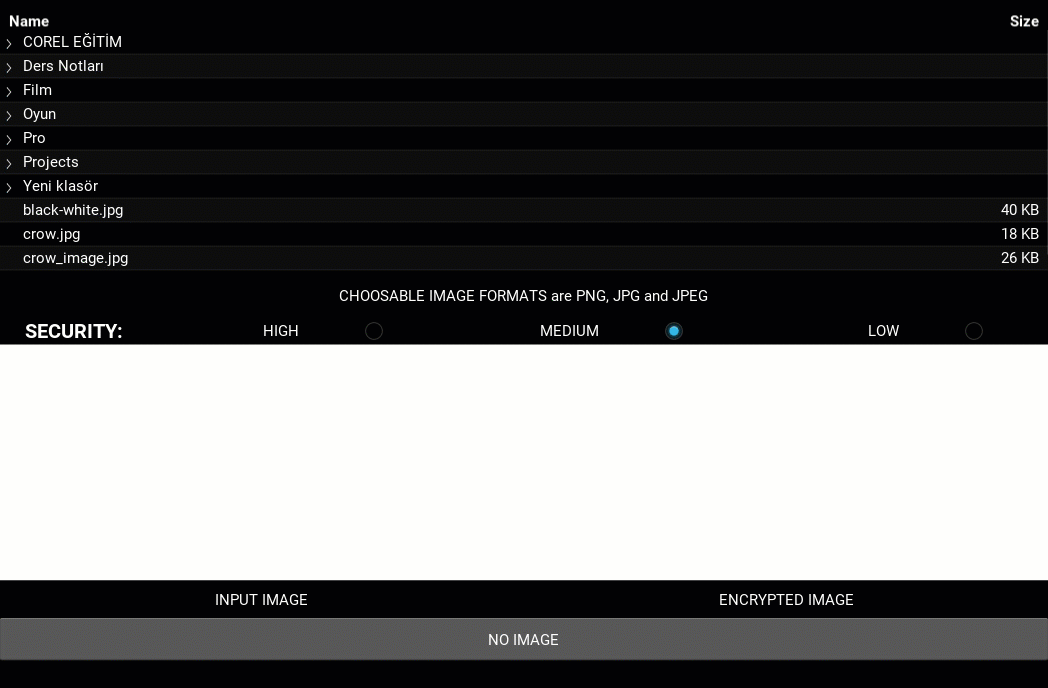 Name Size
COREL EĞİTİM
Ders Notları
Film
Oyun
Pro
Projects
Yeni klasör
black-white.jpg 40 KB
crow.jpg 18 KB
crow_image.jpg 26 KB
CHOOSABLE IMAGE FORMATS are PNG, JPG and JPEG
SECURITY: HIGH MEDIUM LOW
INPUT IMAGE ENCRYPTED IMAGE
NO IMAGE